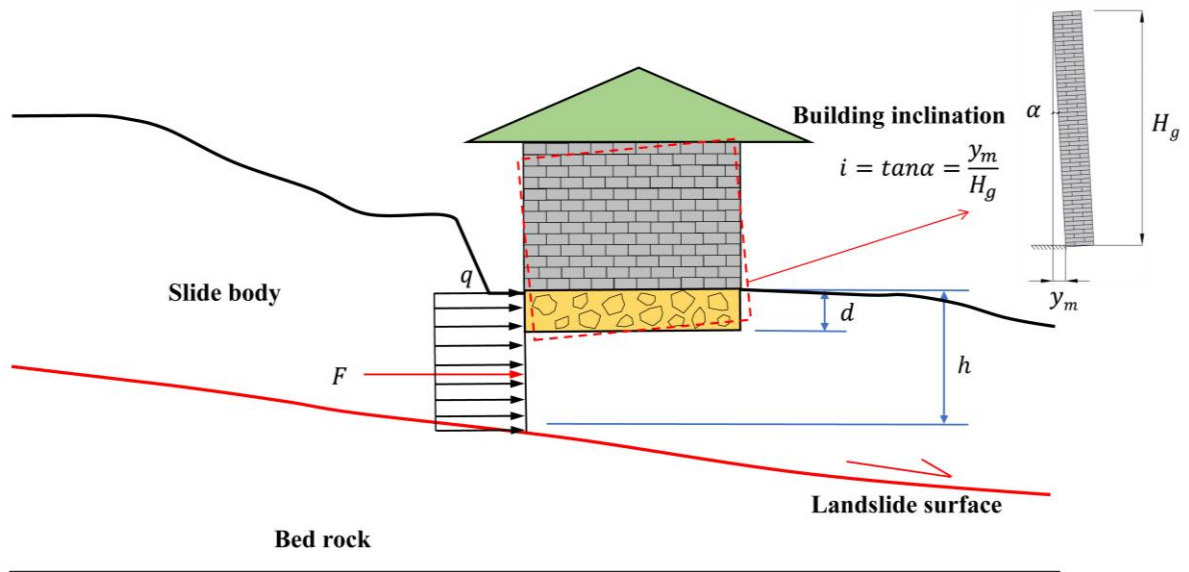 Building inclination
i = tanα = y_m / H_g
α
H_g
y_m
q
Slide body
d
h
F
Landslide surface
Bed rock